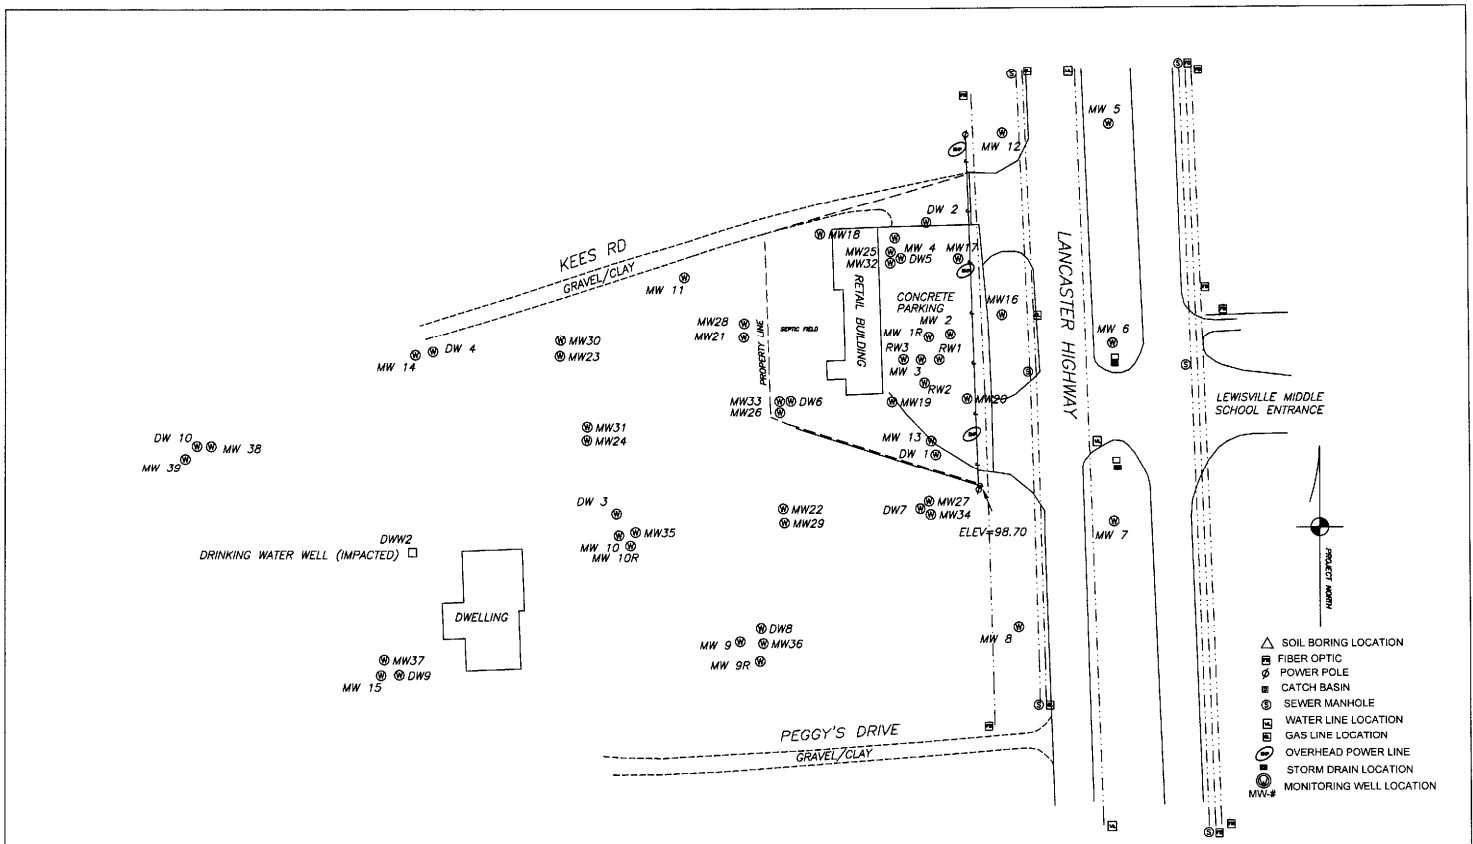 MW 5
MW 12
DW 2
MW18
MW 4
MW17
MW25
DW5
MW32
KEES RD
GRAVEL/CLAY
MW 11
RETAIL BUILDING
CONCRETE
PARKING
MW16
LANCASTER HIGHWAY
MW28
MW21
PROPERTY LINE
SEPTIC FIELD
MW 2
MW 1R
MW 6
MW30
MW23
DW 4
MW 14
RW3
RW1
MW 3
RW2
MW33
DW6
MW26
MW19
MW20
LEWISVILLE MIDDLE
SCHOOL ENTRANCE
MW31
MW24
MW 13
DW 1
DW 10
MW 38
MW 39
DW 3
MW22
MW29
MW27
DW7
MW34
ELEV=98.70
MW 7
MW35
MW 10
MW 10R
DWW2
DRINKING WATER WELL (IMPACTED)
DWELLING
PROJECT NORTH
DW8
MW 9
MW36
MW 9R
MW 8
MW37
MW 15
DW9
PEGGY'S DRIVE
GRAVEL/CLAY
SOIL BORING LOCATION
FIBER OPTIC
POWER POLE
CATCH BASIN
SEWER MANHOLE
WATER LINE LOCATION
GAS LINE LOCATION
OVERHEAD POWER LINE
STORM DRAIN LOCATION
MONITORING WELL LOCATION
MW-#